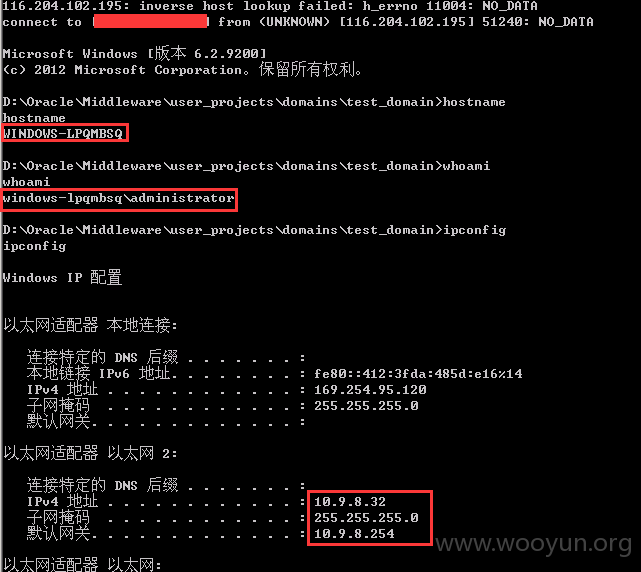 116.204.102.195: inverse host lookup failed: h_errno 11004: NO_DATA
connect to [ ] from (UNKNOWN) [116.204.102.195] 51240: NO_DATA
Microsoft Windows [版本 6.2.9200]
(c) 2012 Microsoft Corporation。保留所有权利。
D:\Oracle\Middleware\user_projects\domains\test_domain>hostname
hostname
WINDOWS-LPQMBSQ
D:\Oracle\Middleware\user_projects\domains\test_domain>whoami
whoami
windows-lpqmbsq\administrator
D:\Oracle\Middleware\user_projects\domains\test_domain>ipconfig
ipconfig
Windows IP 配置
以太网适配器 本地连接:
连接特定的 DNS 后缀 . . . . . . . :
本地链接 IPv6 地址. . . . . . . . : fe80::412:3fda:485d:e16%14
IPv4 地址 . . . . . . . . . . . . : 169.254.95.120
子网掩码 . . . . . . . . . . . . : 255.255.255.0
默认网关. . . . . . . . . . . . . :
以太网适配器 以太网 2:
连接特定的 DNS 后缀 . . . . . . . :
IPv4 地址 . . . . . . . . . . . . : 10.9.8.32
子网掩码 . . . . . . . . . . . . : 255.255.255.0
默认网关. . . . . . . . . . . . . : 10.9.8.254
www.wooyun.org
以太网适配器 以太网: